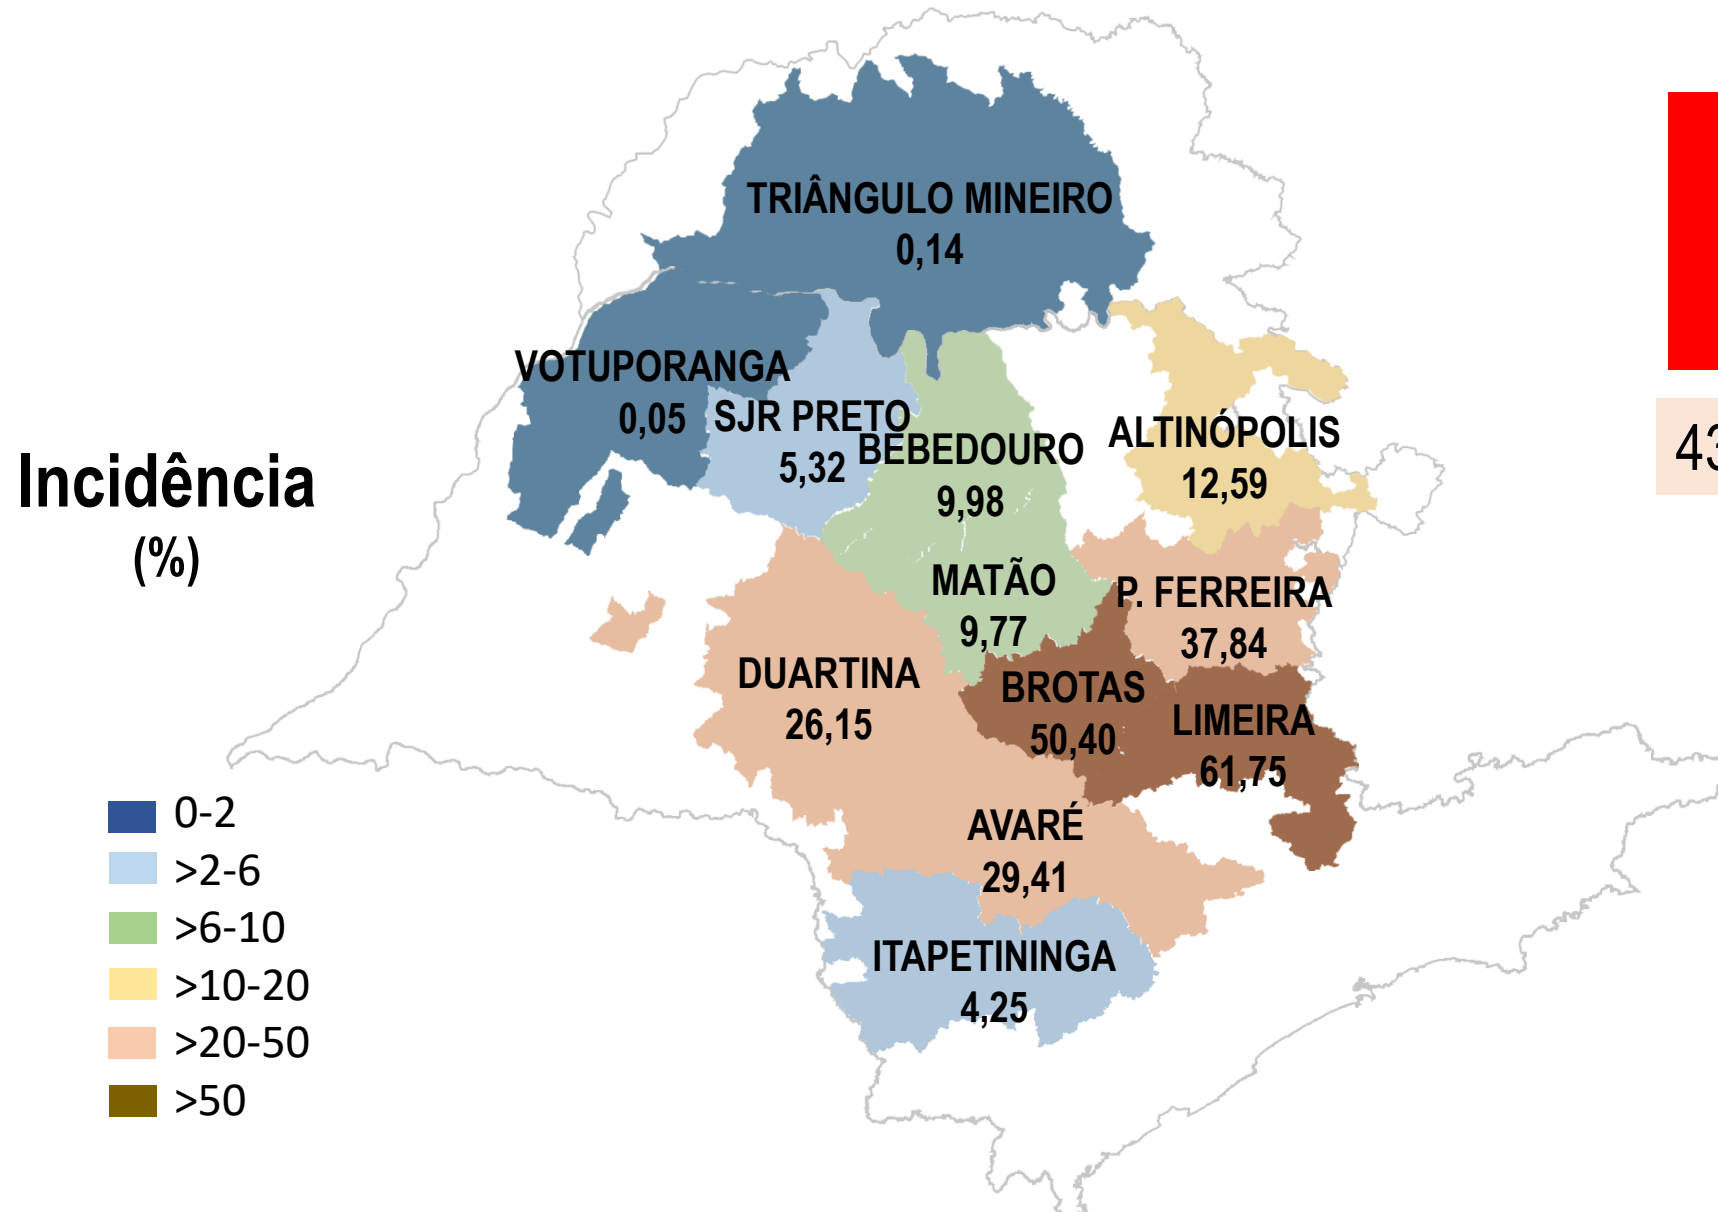 TRIÂNGULO MINEIRO
0,14
VOTUPORANGA
0,05
SJR PRETO
5,32
BEBEDOURO
9,98
ALTINÓPOLIS
12,59
43
Incidência
(%)
MATÃO
9,77
P. FERREIRA
37,84
DUARTINA
26,15
BROTAS
50,40
LIMEIRA
61,75
AVARÉ
29,41
ITAPETININGA
4,25
0-2
>2-6
>6-10
>10-20
>20-50
>50